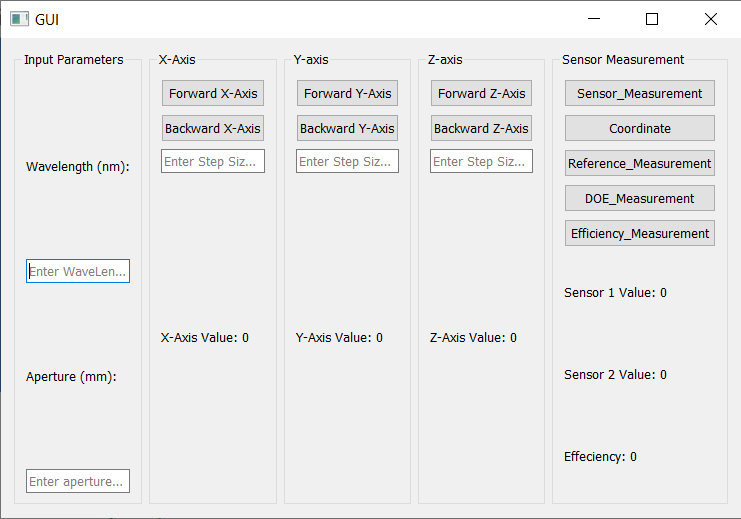 GUI
Input Parameters
Wavelength (nm):
Enter WaveLen...
Aperture (mm):
Enter aperture...
X-Axis
Forward X-Axis
Backward X-Axis
Enter Step Siz...
X-Axis Value: 0
Y-axis
Forward Y-Axis
Backward Y-Axis
Enter Step Siz...
Y-Axis Value: 0
Z-axis
Forward Z-Axis
Backward Z-Axis
Enter Step Siz...
Z-Axis Value: 0
Sensor Measurement
Sensor_Measurement
Coordinate
Reference_Measurement
DOE_Measurement
Efficiency_Measurement
Sensor 1 Value: 0
Sensor 2 Value: 0
Effeciency: 0